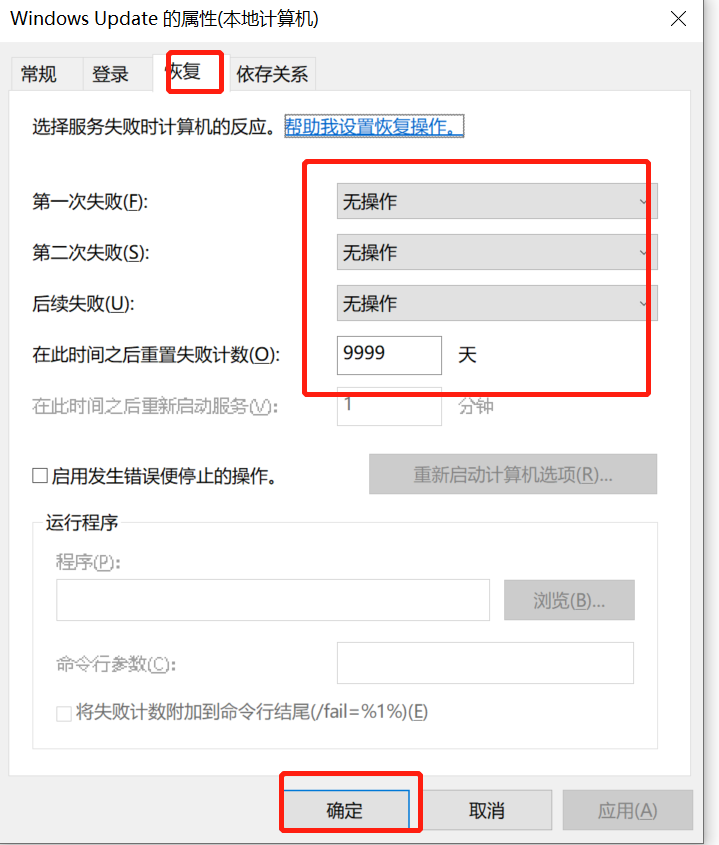 Windows Update 的属性(本地计算机)
常规 登录 恢复 依存关系
选择服务失败时计算机的反应。帮助我设置恢复操作。
第一次失败(F): 无操作
第二次失败(S): 无操作
后续失败(U): 无操作
在此时间之后重置失败计数(O): 9999 天
在此时间之后重新启动服务(V): 1 分钟
启用发生错误便停止的操作。 重新启动计算机选项(R)...
运行程序
程序(P):
浏览(B)...
命令行参数(C):
将失败计数附加到命令行结尾(/fail=%1%)(E)
确定 取消 应用(A)